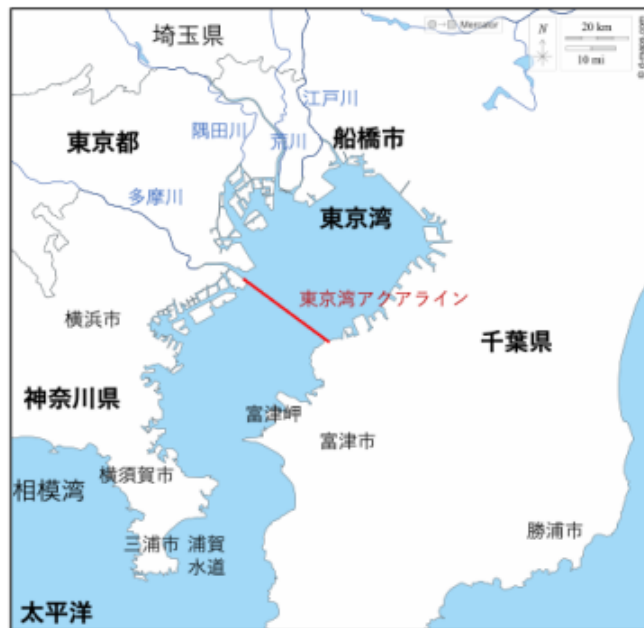 埼玉県
Mercator
N
20 km
10 mi
© d-maps.com
江戸川
隅田川
荒川
船橋市
東京都
多摩川
東京湾
東京湾アクアライン
横浜市
千葉県
神奈川県
富津岬
富津市
横須賀市
相模湾
勝浦市
三浦市
浦賀
水道
太平洋